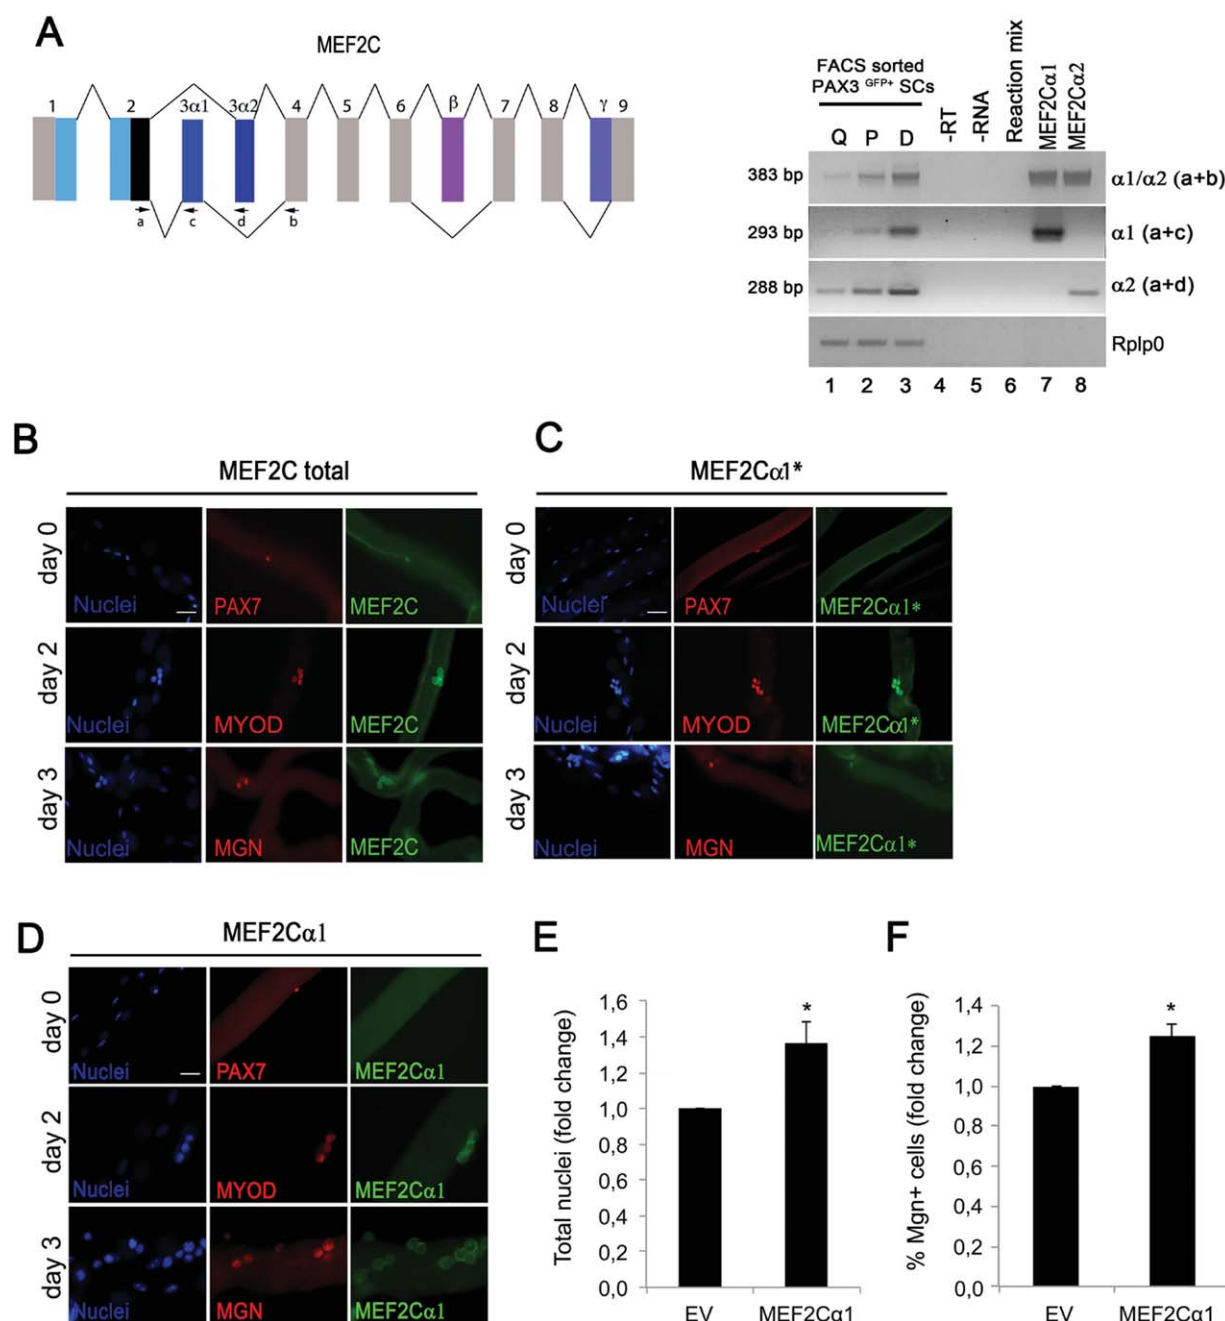 A
MEF2C
1 2 3α1 3α2 4 5 6 β 7 8 γ 9
a c d b
FACS sorted
PAX3 GFP+ SCs
Q P D -RT -RNA Reaction mix MEF2Cα1 MEF2Cα2
383 bp α1/α2 (a+b)
293 bp α1 (a+c)
288 bp α2 (a+d)
Rplp0
1 2 3 4 5 6 7 8
B
MEF2C total
day 0
Nuclei PAX7 MEF2C
day 2
Nuclei MYOD MEF2C
day 3
Nuclei MGN MEF2C
C
MEF2Cα1*
day 0
Nuclei PAX7 MEF2Cα1*
day 2
Nuclei MYOD MEF2Cα1*
day 3
Nuclei MGN MEF2Cα1*
D
MEF2Cα1
day 0
Nuclei PAX7 MEF2Cα1
day 2
Nuclei MYOD MEF2Cα1
day 3
Nuclei MGN MEF2Cα1
E
Total nuclei (fold change)
1,6
1,4
1,2
1,0
0,8
0,6
0,4
0,2
0,0
*
EV MEF2Cα1
F
% Mgn+ cells (fold change)
1,4
1,2
1,0
0,8
0,6
0,4
0,2
0,0
*
EV MEF2Cα1